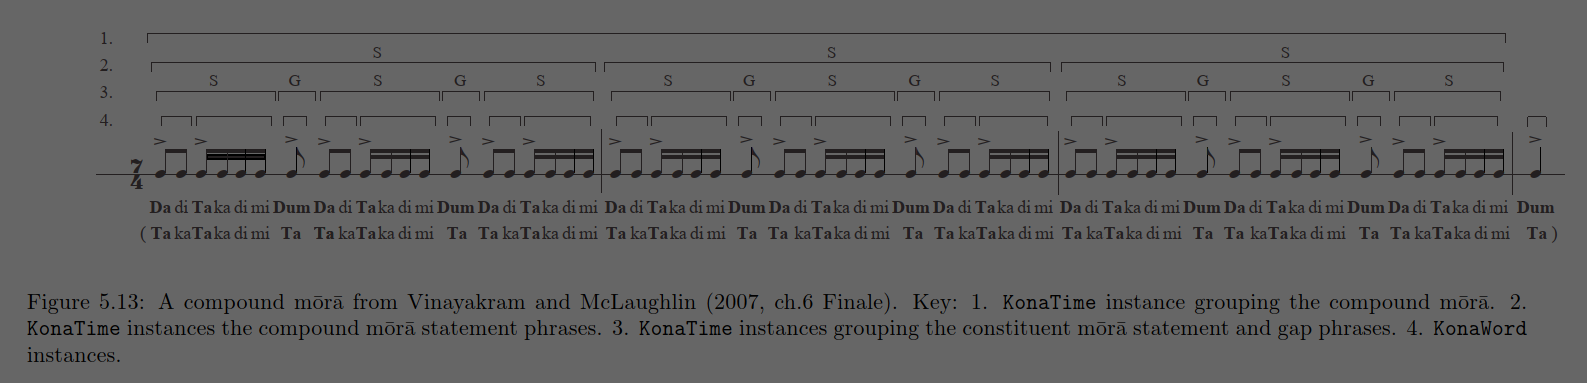 1.
S S S
2.
S G S G S S G S G S S G S G S
3.
4.
7
4
Da di Ta ka di mi Dum Da di Ta ka di mi Dum Da di Ta ka di mi Da di Ta ka di mi Dum Da di Ta ka di mi Dum Da di Ta ka di mi Da di Ta ka di mi Dum Da di Ta ka di mi Dum Da di Ta ka di mi Dum
( Ta ka Ta ka di mi Ta Ta ka Ta ka di mi Ta Ta ka Ta ka di mi Ta ka Ta ka di mi Ta Ta ka Ta ka di mi Ta Ta ka Ta ka di mi Ta ka Ta ka di mi Ta Ta ka Ta ka di mi Ta Ta ka Ta ka di mi Ta )
Figure 5.13: A compound mōrā from Vinayakram and McLaughlin (2007, ch.6 Finale). Key: 1. KonaTime instance grouping the compound mōrā. 2.
KonaTime instances the compound mōrā statement phrases. 3. KonaTime instances grouping the constituent mōrā statement and gap phrases. 4. KonaWord
instances.